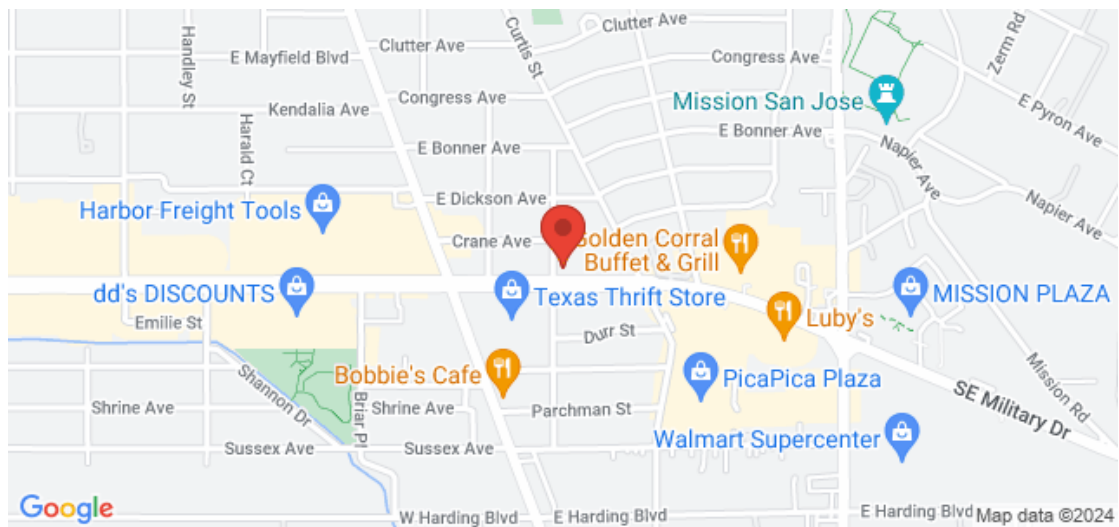 Clutter Ave
Clutter Ave
Handley St
E Mayfield Blvd
Curtis St
Congress Ave
Zerm Rd
Congress Ave
Kendalia Ave
Mission San Jose
E Pyron Ave
Harald Ct
E Bonner Ave
E Bonner Ave
Napier Ave
E Dickson Ave
Napier Ave
Harbor Freight Tools
Crane Ave
Golden Corral
Buffet & Grill
dd's DISCOUNTS
Texas Thrift Store
MISSION PLAZA
Emilie St
Durr St
Luby's
Bobbie's Cafe
PicaPica Plaza
Mission Rd
SE Military Dr
Shannon Dr
Briar Pl
Shrine Ave
Shrine Ave
Parchman St
Sussex Ave
Sussex Ave
Walmart Supercenter
Google
W Harding Blvd
E Harding Blvd
E Harding Blvd
Map data ©2024